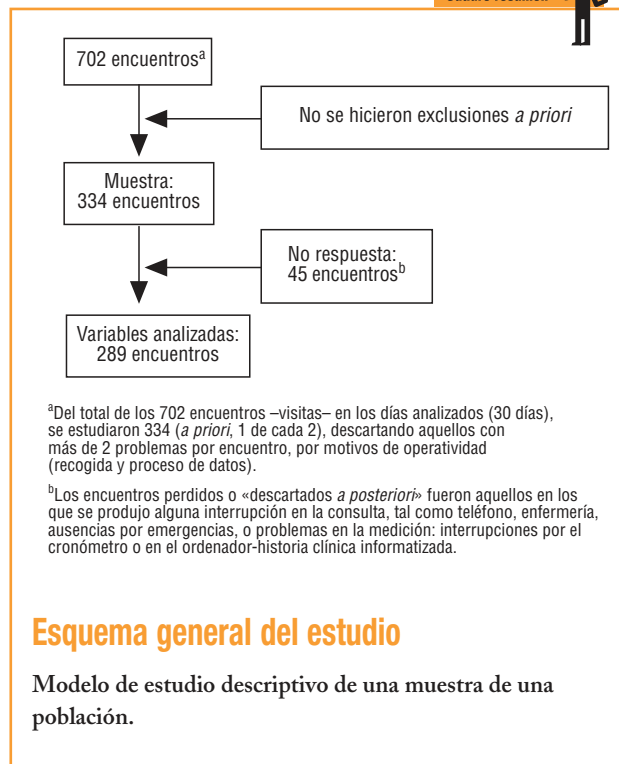 702 encuentrosa
No se hicieron exclusiones a priori
Muestra:
334 encuentros
No respuesta:
45 encuentrosb
Variables analizadas:
289 encuentros
aDel total de los 702 encuentros –visitas– en los días analizados (30 días),
se estudiaron 334 (a priori, 1 de cada 2), descartando aquellos con
más de 2 problemas por encuentro, por motivos de operatividad
(recogida y proceso de datos).
bLos encuentros perdidos o «descartados a posteriori» fueron aquellos en los
que se produjo alguna interrupción en la consulta, tal como teléfono, enfermería,
ausencias por emergencias, o problemas en la medición: interrupciones por el
cronómetro o en el ordenador-historia clínica informatizada.
Esquema general del estudio
Modelo de estudio descriptivo de una muestra de una
población.